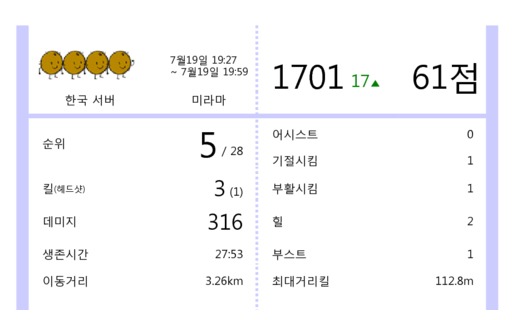 7월19일 19:27
~ 7월19일 19:59
한국 서버
미라마
1701 17▲ 61점
순위 5 / 28
킬(헤드샷) 3 (1)
데미지 316
생존시간 27:53
이동거리 3.26km
어시스트 0
기절시킴 1
부활시킴 1
힐 2
부스트 1
최대거리킬 112.8m